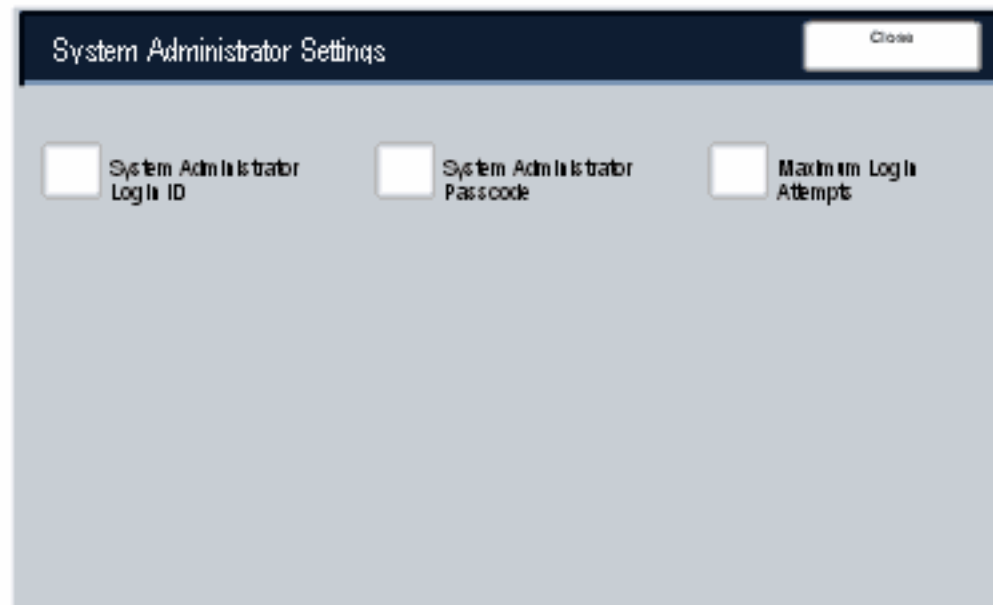 System Administrator Settings
Close
System Administrator
Login ID
System Administrator
Passcode
Maximum Login
Attempts